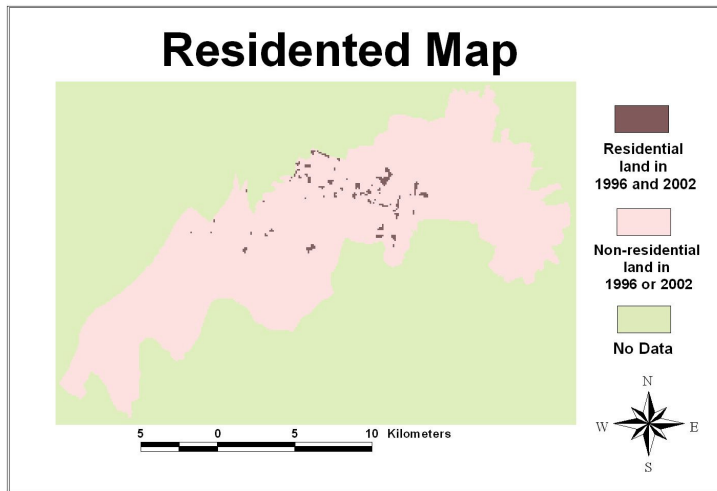 Residented Map
Residential
land in
1996 and 2002
Non-residential
land in
1996 or 2002
No Data
N
W E
S
5 0 5 10 Kilometers